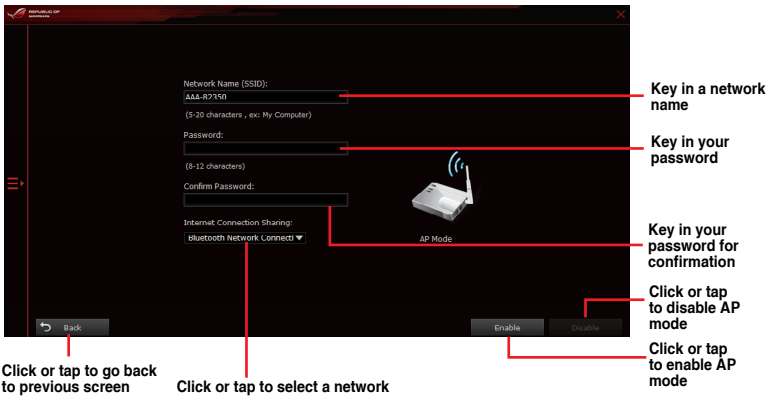 REPUBLIC OF
GAMERS
Network Name (SSID):
AAA-82350
(5-20 characters , ex: My Computer)
Password:
(8-12 characters)
Confirm Password:
Internet Connection Sharing:
Bluetooth Network Connecti
AP Mode
Back
Enable
Disable
Key in a network
name
Key in your
password
Key in your
password for
confirmation
Click or tap
to disable AP
mode
Click or tap
to enable AP
mode
Click or tap to go back
to previous screen
Click or tap to select a network